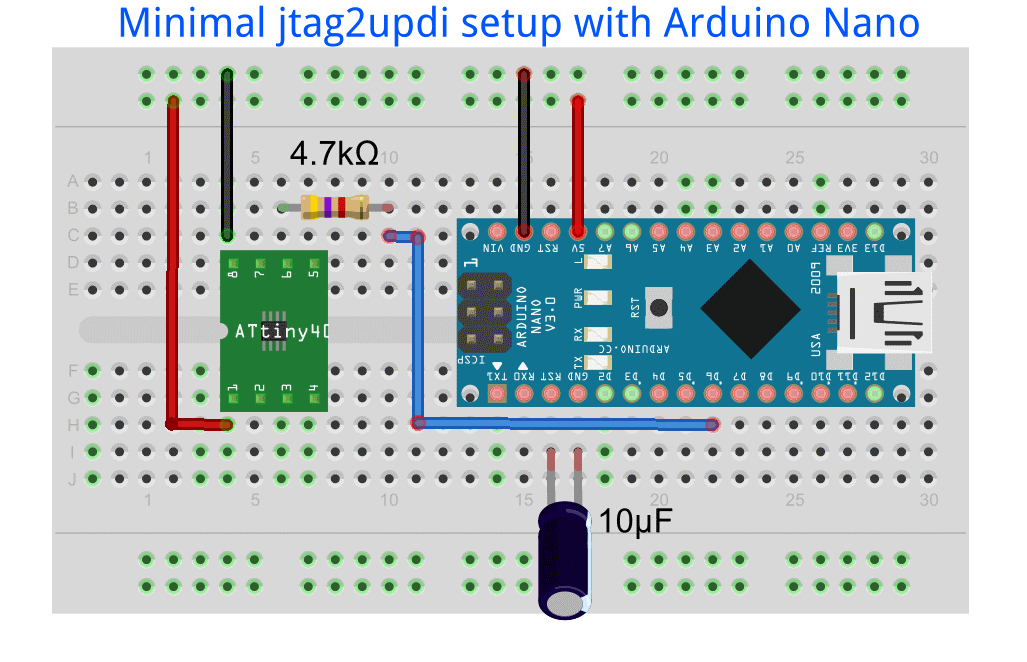 Minimal jtag2updi setup with Arduino Nano
1 5 10 15 20 25 30
4.7kΩ
A
B
C
D
E
F
G
H
I
J
8 7 6 5
ATtiny4
1 2 3 4
VIN GND RST 5V A7 A6 A5 A4 A3 A2 A1 A0 REF 3V3 D13
1
L
PWR
RX
TX
ARDUINO
NANO
V3.0
RST
ARDUINO.CC
2009
USA
ICSP
TX1 RX0 RST GND D2 D3 D4 D5 D6 D7 D8 D9 D10 D11 D12
1 5 10 15 20 25 30
10µF